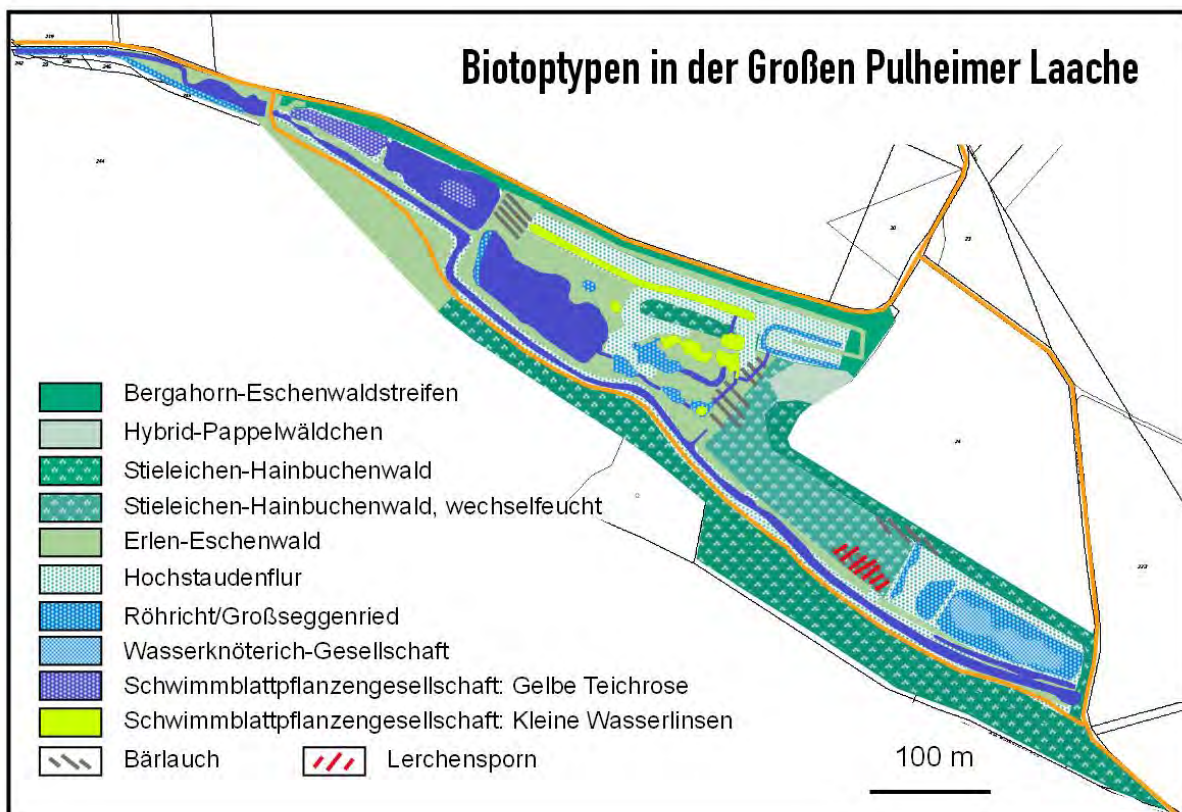 Biotoptypen in der Großen Pulheimer Laache
Bergahorn-Eschenwaldstreifen
Hybrid-Pappelwäldchen
Stieleichen-Hainbuchenwald
Stieleichen-Hainbuchenwald, wechselfeucht
Erlen-Eschenwald
Hochstaudenflur
Röhricht/Großseggenried
Wasserknöterich-Gesellschaft
Schwimmblattpflanzengesellschaft: Gelbe Teichrose
Schwimmblattpflanzengesellschaft: Kleine Wasserlinsen
Bärlauch Lerchensporn
100 m